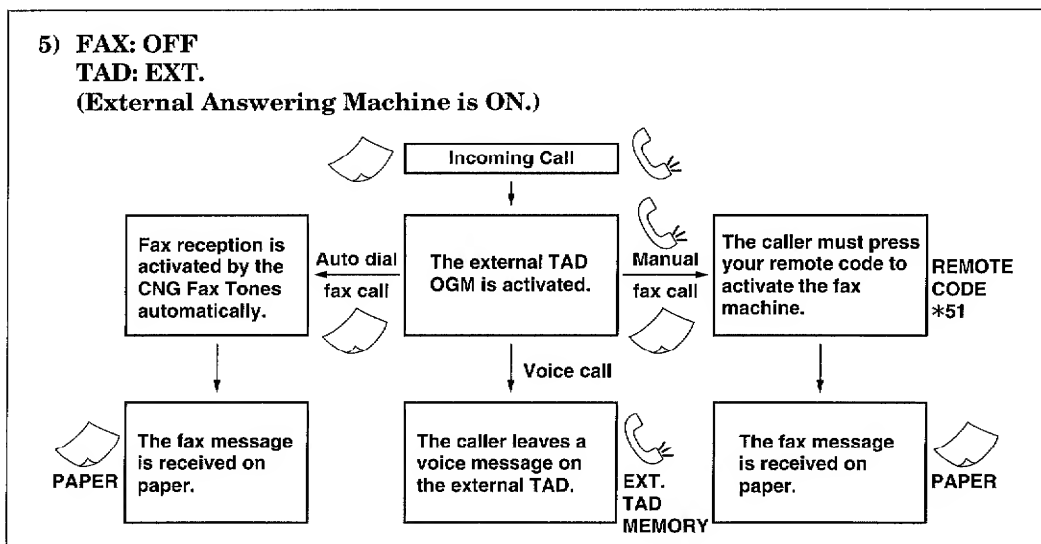 5) FAX: OFF
TAD: EXT.
(External Answering Machine is ON.)
Incoming Call
Fax reception is
activated by the
CNG Fax Tones
automatically.
Auto dial
fax call
The external TAD
OGM is activated.
Manual
fax call
The caller must press
your remote code to
activate the fax
machine.
REMOTE
CODE
*51
Voice call
PAPER
The fax message
is received on
paper.
The caller leaves a
voice message on
the external TAD.
EXT.
TAD
MEMORY
The fax message
is received on
paper.
PAPER